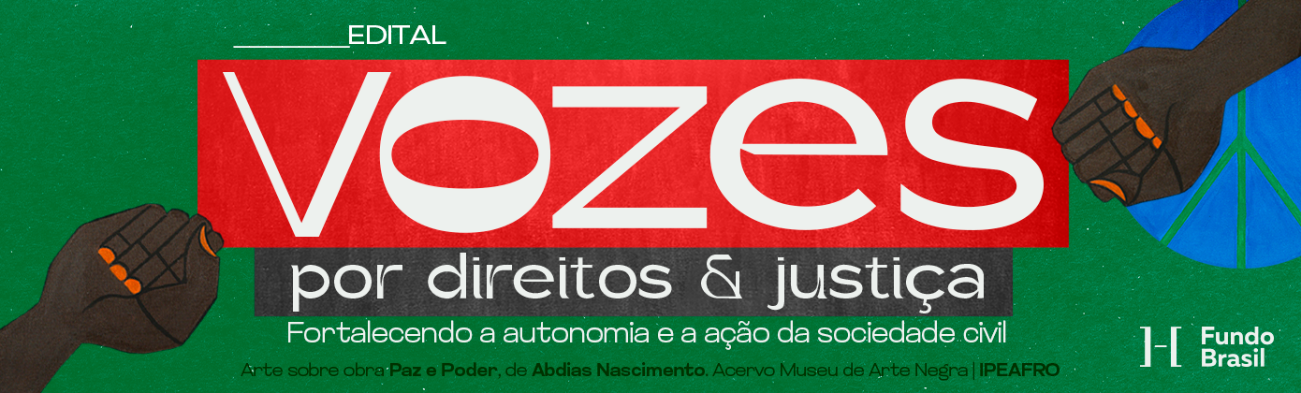 _________EDITAL
vozes
por direitos & justiça
Fortalecendo a autonomia e a ação da sociedade civil
Arte sobre obra Paz e Poder, de Abdias Nascimento. Acervo Museu de Arte Negra | IPEAFRO
Fundo
Brasil